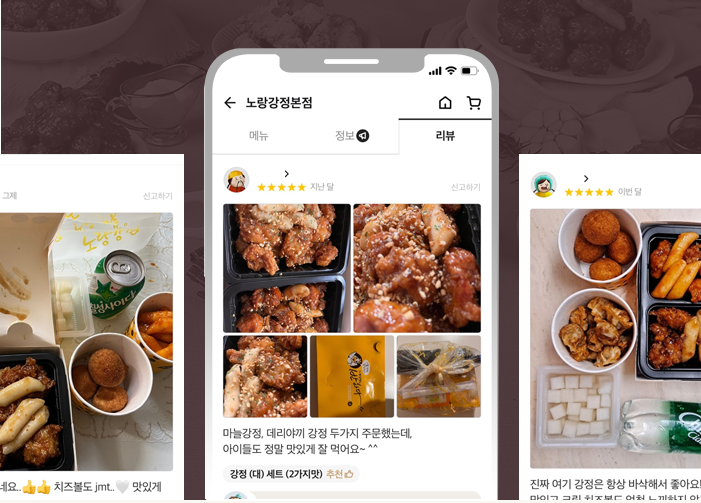 노랑강정본점
메뉴
정보
리뷰
그제
신고하기
칠성사이다
네요..👍👍 치즈볼도 jmt..🤍 맛있게
★★★★★ 지난 달
신고하기
마늘강정, 데리야끼 강정 두가지 주문했는데,
아이들도 정말 맛있게 잘 먹어요~ ^^
강정 (대) 세트 (2가지맛) 추천
★★★★★ 이번 달
진짜 여기 강정은 항상 바삭해서 좋아요!